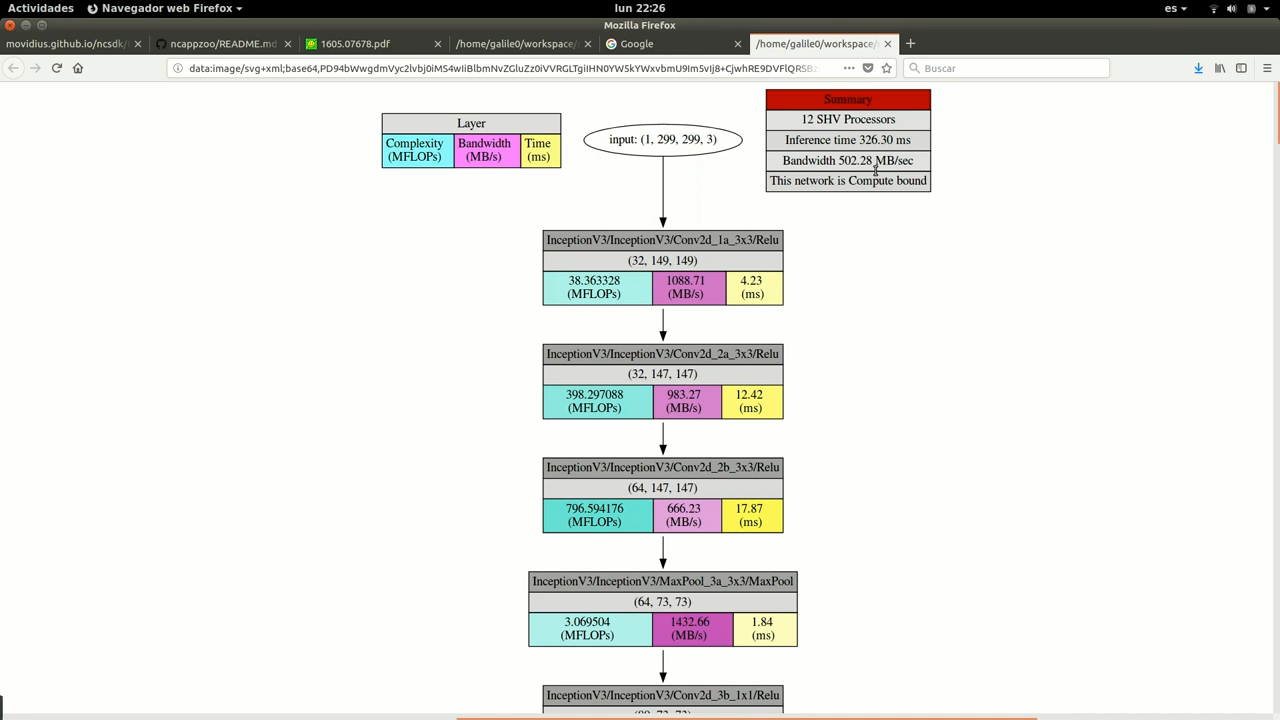 Actividades
Navegador web Firefox
lun 22:26
es
Mozilla Firefox
movidius.github.io/ncsdk/
ncappzoo/README.md
1605.07678.pdf
/home/galile0/workspace/
Google
/home/galile0/workspace/
Buscar
Layer
Complexity (MFLOPs)
Bandwidth (MB/s)
Time (ms)
input: (1, 299, 299, 3)
Summary
12 SHV Processors
Inference time 326.30 ms
Bandwidth 502.28 MB/sec
This network is Compute bound
InceptionV3/InceptionV3/Conv2d_1a_3x3/Relu
(32, 149, 149)
38.363328 (MFLOPs)
1088.71 (MB/s)
4.23 (ms)
InceptionV3/InceptionV3/Conv2d_2a_3x3/Relu
(32, 147, 147)
398.297088 (MFLOPs)
983.27 (MB/s)
12.42 (ms)
InceptionV3/InceptionV3/Conv2d_2b_3x3/Relu
(64, 147, 147)
796.594176 (MFLOPs)
666.23 (MB/s)
17.87 (ms)
InceptionV3/InceptionV3/MaxPool_3a_3x3/MaxPool
(64, 73, 73)
3.069504 (MFLOPs)
1432.66 (MB/s)
1.84 (ms)
InceptionV3/InceptionV3/Conv2d_3b_1x1/Relu